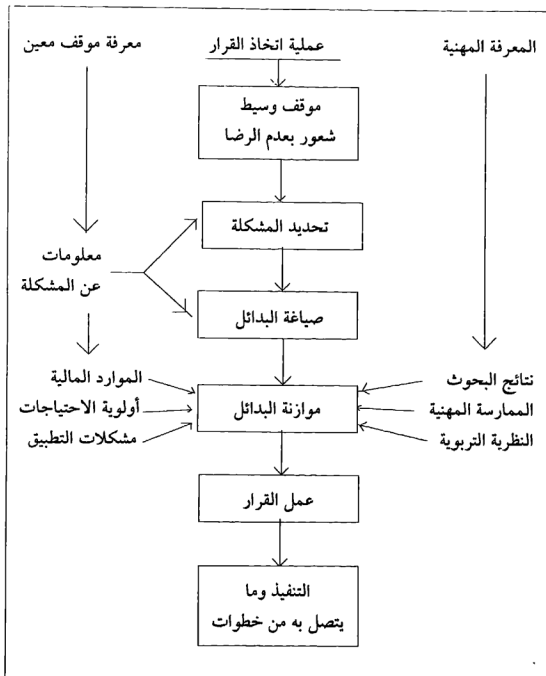 المعرفة المهنية
عملية اتخاذ القرار
معرفة موقف معين
موقف وسيط
شعور بعدم الرضا
تحديد المشكلة
معلومات
عن المشكلة
صياغة البدائل
نتائج البحوث
الممارسة المهنية
النظرية التربوية
موازنة البدائل
الموارد المالية
أولوية الاحتياجات
مشكلات التطبيق
عمل القرار
التنفيذ وما
يتصل به من خطوات